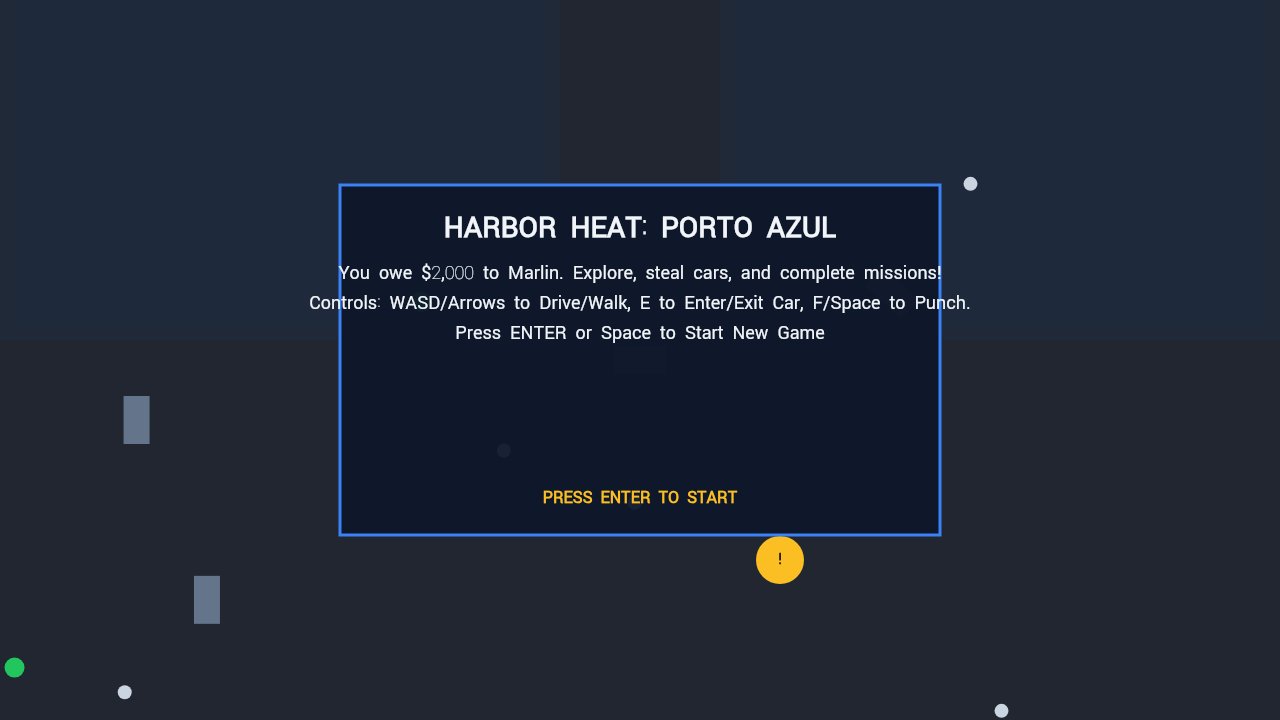 HARBOR HEAT: PORTO AZUL
You owe $2,000 to Marlin. Explore, steal cars, and complete missions!
Controls: WASD/Arrows to Drive/Walk, E to Enter/Exit Car, F/Space to Punch.
Press ENTER or Space to Start New Game
PRESS ENTER TO START
!